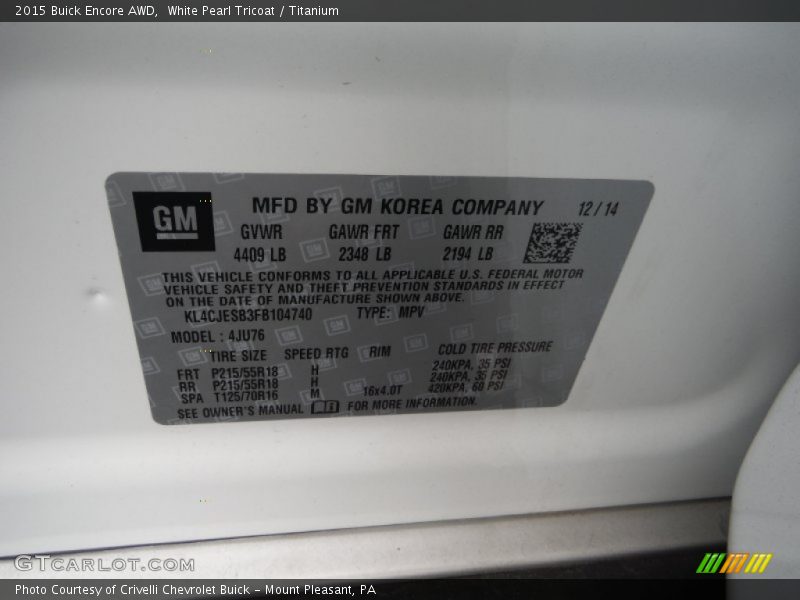 2015 Buick Encore AWD,  White Pearl Tricoat / Titanium
GM
MFD BY GM KOREA COMPANY 12/14
GVWR GAWR FRT GAWR RR
4409 LB 2348 LB 2194 LB
THIS VEHICLE CONFORMS TO ALL APPLICABLE U.S. FEDERAL MOTOR
VEHICLE SAFETY AND THEFT PREVENTION STANDARDS IN EFFECT
ON THE DATE OF MANUFACTURE SHOWN ABOVE.
KL4CJESB3FB104740 TYPE: MPV
MODEL : 4JU76
TIRE SIZE SPEED RTG RIM COLD TIRE PRESSURE
FRT P215/55R18 H 240KPA, 35 PSI
RR P215/55R18 H 240KPA, 35 PSI
SPA T125/70R16 M 16x4.0T 420KPA, 60 PSI
SEE OWNER'S MANUAL FOR MORE INFORMATION.
GTCARLOT.COM
Photo Courtesy of Crivelli Chevrolet Buick - Mount Pleasant, PA